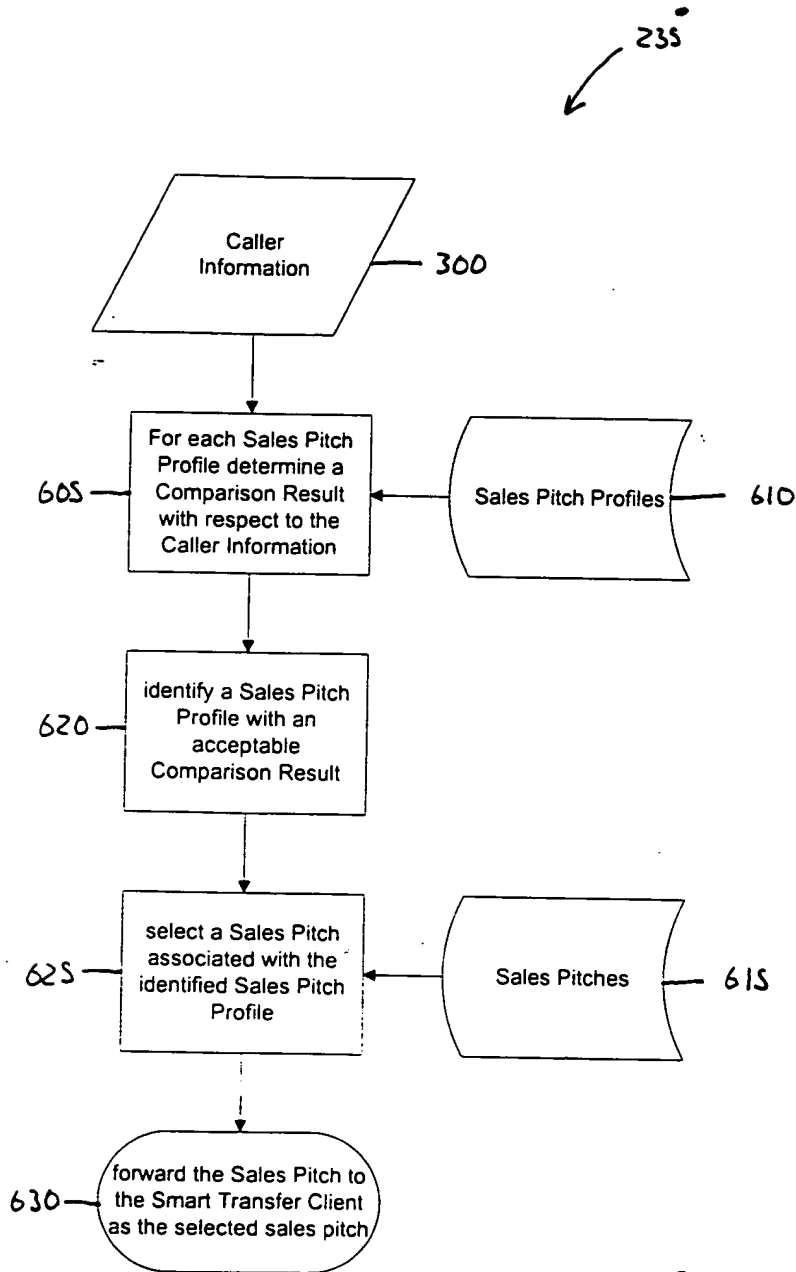 235
Caller
Information
300
For each Sales Pitch
Profile determine a
Comparison Result
with respect to the
Caller Information
605
Sales Pitch Profiles
610
identify a Sales Pitch
Profile with an
acceptable
Comparison Result
620
select a Sales Pitch
associated with the
identified Sales Pitch
Profile
625
Sales Pitches
615
forward the Sales Pitch to
the Smart Transfer Client
as the selected sales pitch
630